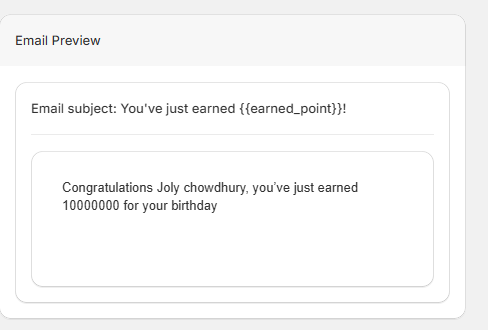 Email Preview
Email subject: You've just earned {{earned_point}}!
Congratulations Joly chowdhury, you’ve just earned
10000000 for your birthday